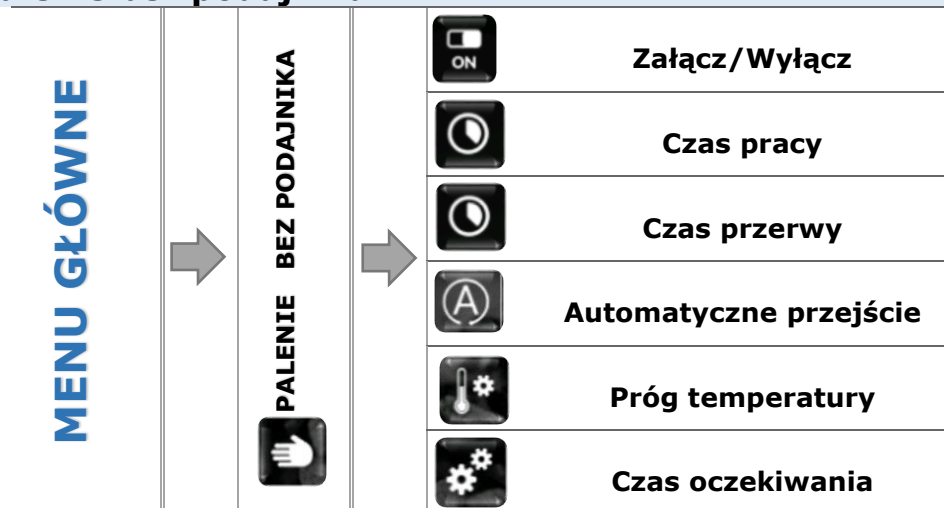 MENU GŁÓWNE
PALENIE BEZ PODAJNIKA
ON
Załącz/Wyłącz
Czas pracy
Czas przerwy
A
Automatyczne przejście
Próg temperatury
Czas oczekiwania